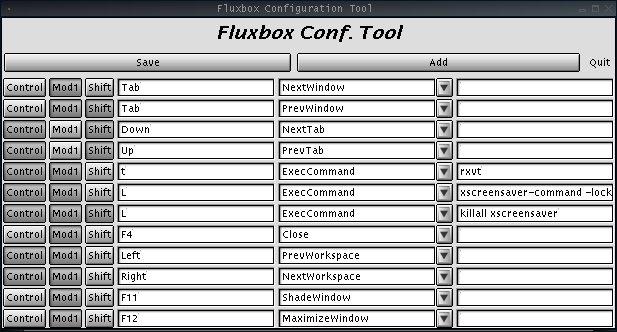 Fluxbox Configuration Tool
Fluxbox Conf. Tool
Save Add Quit
Control Mod1 Shift Tab NextWindow
Control Mod1 Shift Tab PrevWindow
Control Mod1 Shift Down NextTab
Control Mod1 Shift Up PrevTab
Control Mod1 Shift t ExecCommand rxvt
Control Mod1 Shift L ExecCommand xscreensaver-command -lock
Control Mod1 Shift L ExecCommand killall xscreensaver
Control Mod1 Shift F4 Close
Control Mod1 Shift Left PrevWorkspace
Control Mod1 Shift Right NextWorkspace
Control Mod1 Shift F11 ShadeWindow
Control Mod1 Shift F12 MaximizeWindow